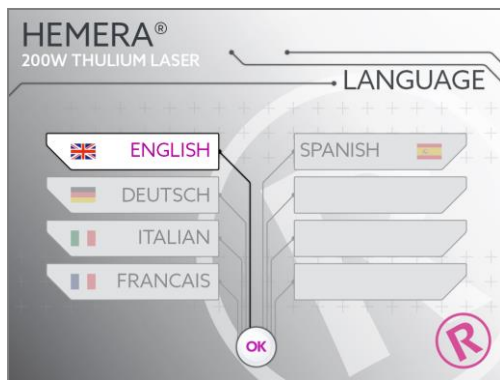 HEMERA®
200W THULIUM LASER
LANGUAGE
ENGLISH
DEUTSCH
ITALIAN
FRANCAIS
SPANISH
OK
R